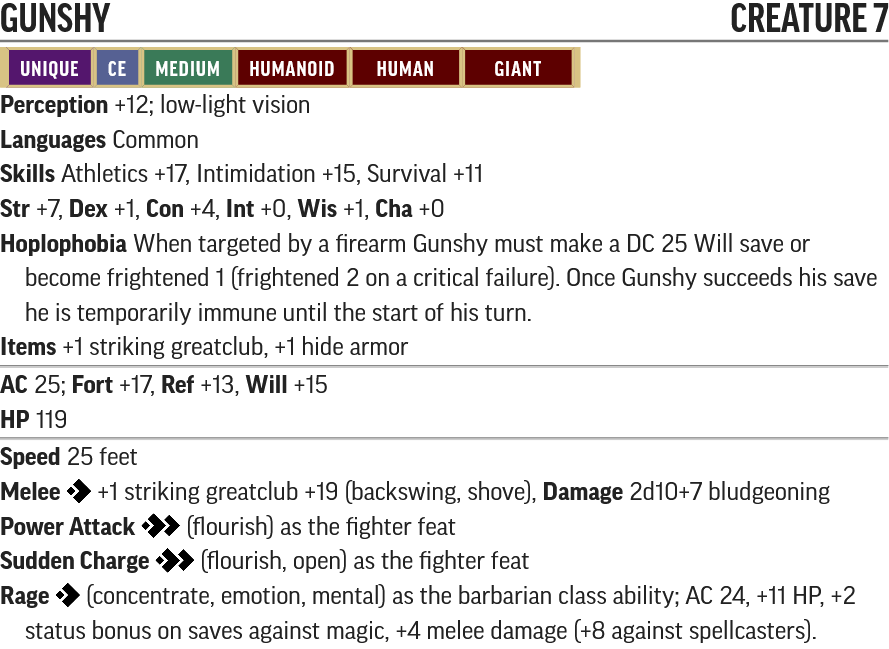 GUNSHY CREATURE 7
UNIQUE CE MEDIUM HUMANOID HUMAN GIANT
Perception +12; low-light vision
Languages Common
Skills Athletics +17, Intimidation +15, Survival +11
Str +7, Dex +1, Con +4, Int +0, Wis +1, Cha +0
Hoplophobia When targeted by a firearm Gunshy must make a DC 25 Will save or
become frightened 1 (frightened 2 on a critical failure). Once Gunshy succeeds his save
he is temporarily immune until the start of his turn.
Items +1 striking greatclub, +1 hide armor
AC 25; Fort +17, Ref +13, Will +15
HP 119
Speed 25 feet
Melee +1 striking greatclub +19 (backswing, shove), Damage 2d10+7 bludgeoning
Power Attack (flourish) as the fighter feat
Sudden Charge (flourish, open) as the fighter feat
Rage (concentrate, emotion, mental) as the barbarian class ability; AC 24, +11 HP, +2
status bonus on saves against magic, +4 melee damage (+8 against spellcasters).